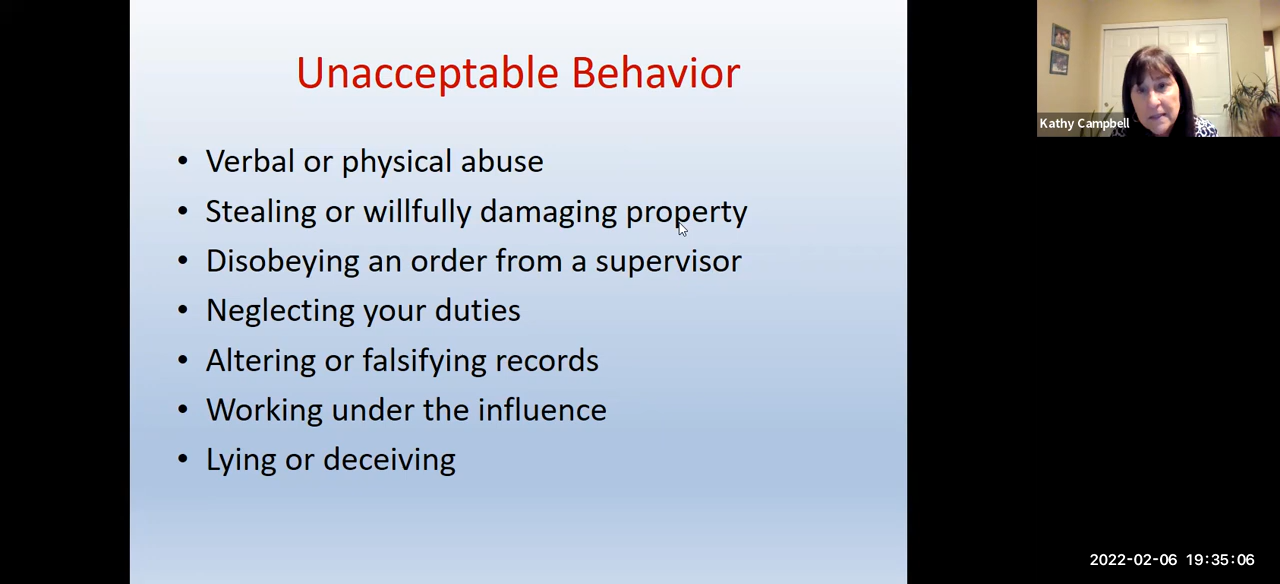 Unacceptable Behavior
• Verbal or physical abuse
• Stealing or willfully damaging property
• Disobeying an order from a supervisor
• Neglecting your duties
• Altering or falsifying records
• Working under the influence
• Lying or deceiving
Kathy Campbell
2022-02-06 19:35:06